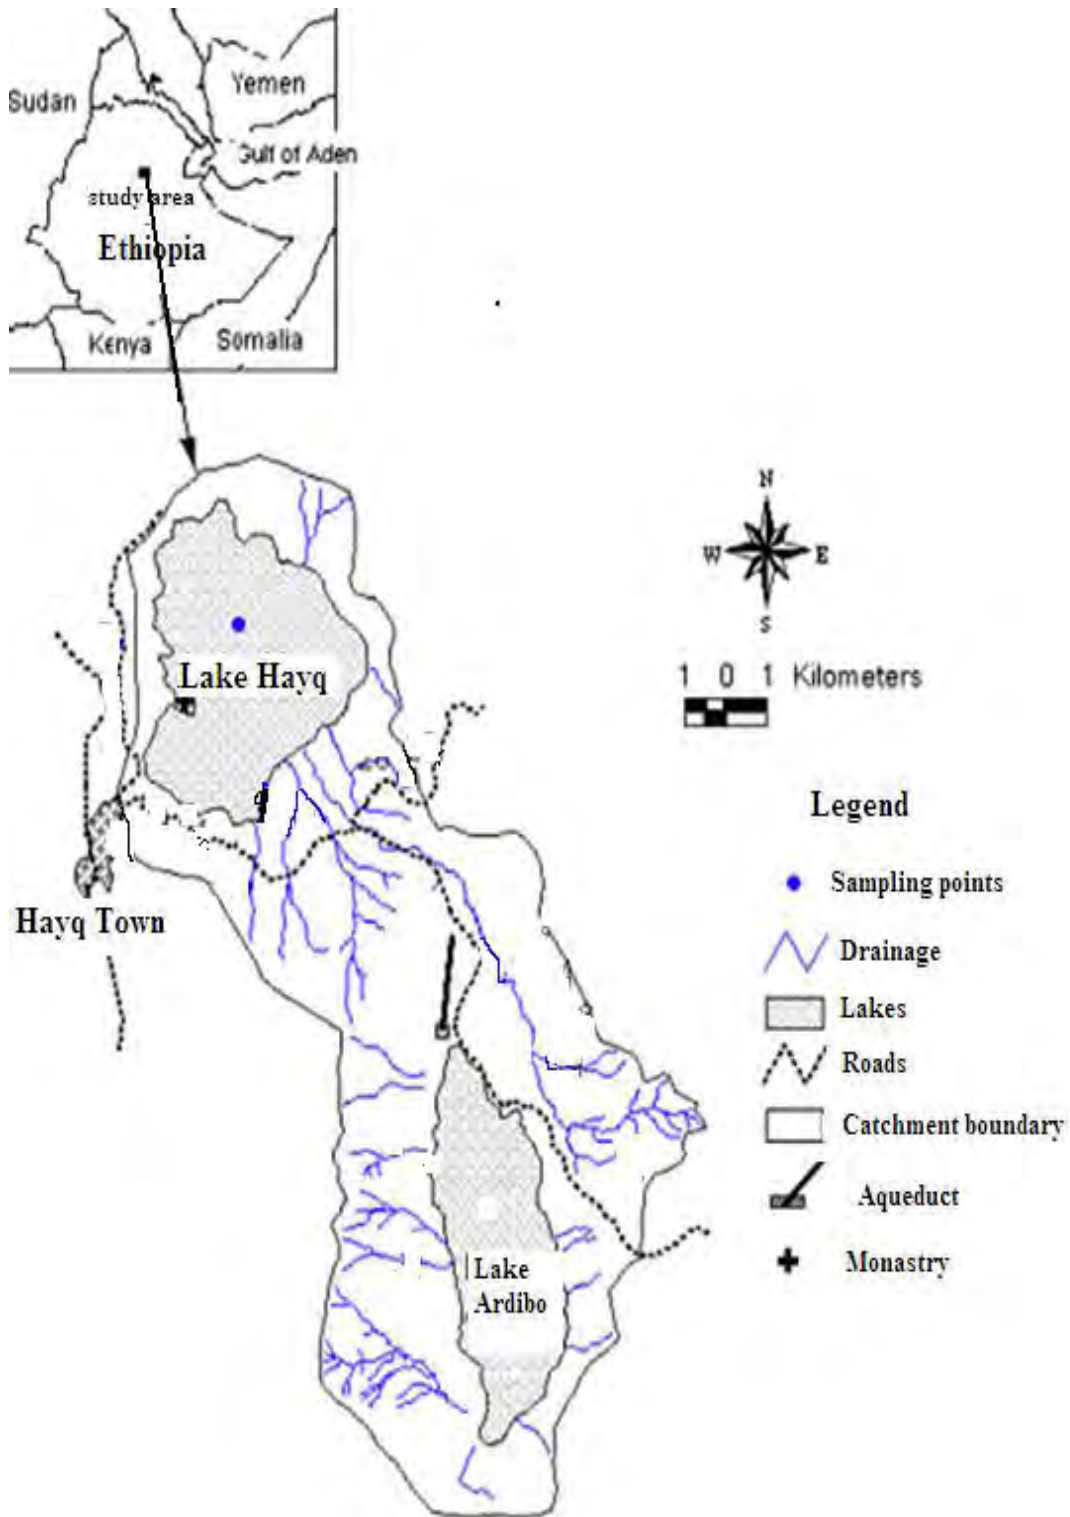 Yemen
Sudan
Gulf of Aden
study area
Ethiopia
Kenya
Somalia
N
W E
S
Lake Hayq
1 0 1 Kilometers
Legend
Sampling points
Hayq Town
Drainage
Lakes
Roads
Catchment boundary
Aqueduct
Lake
Ardibo
Monastry